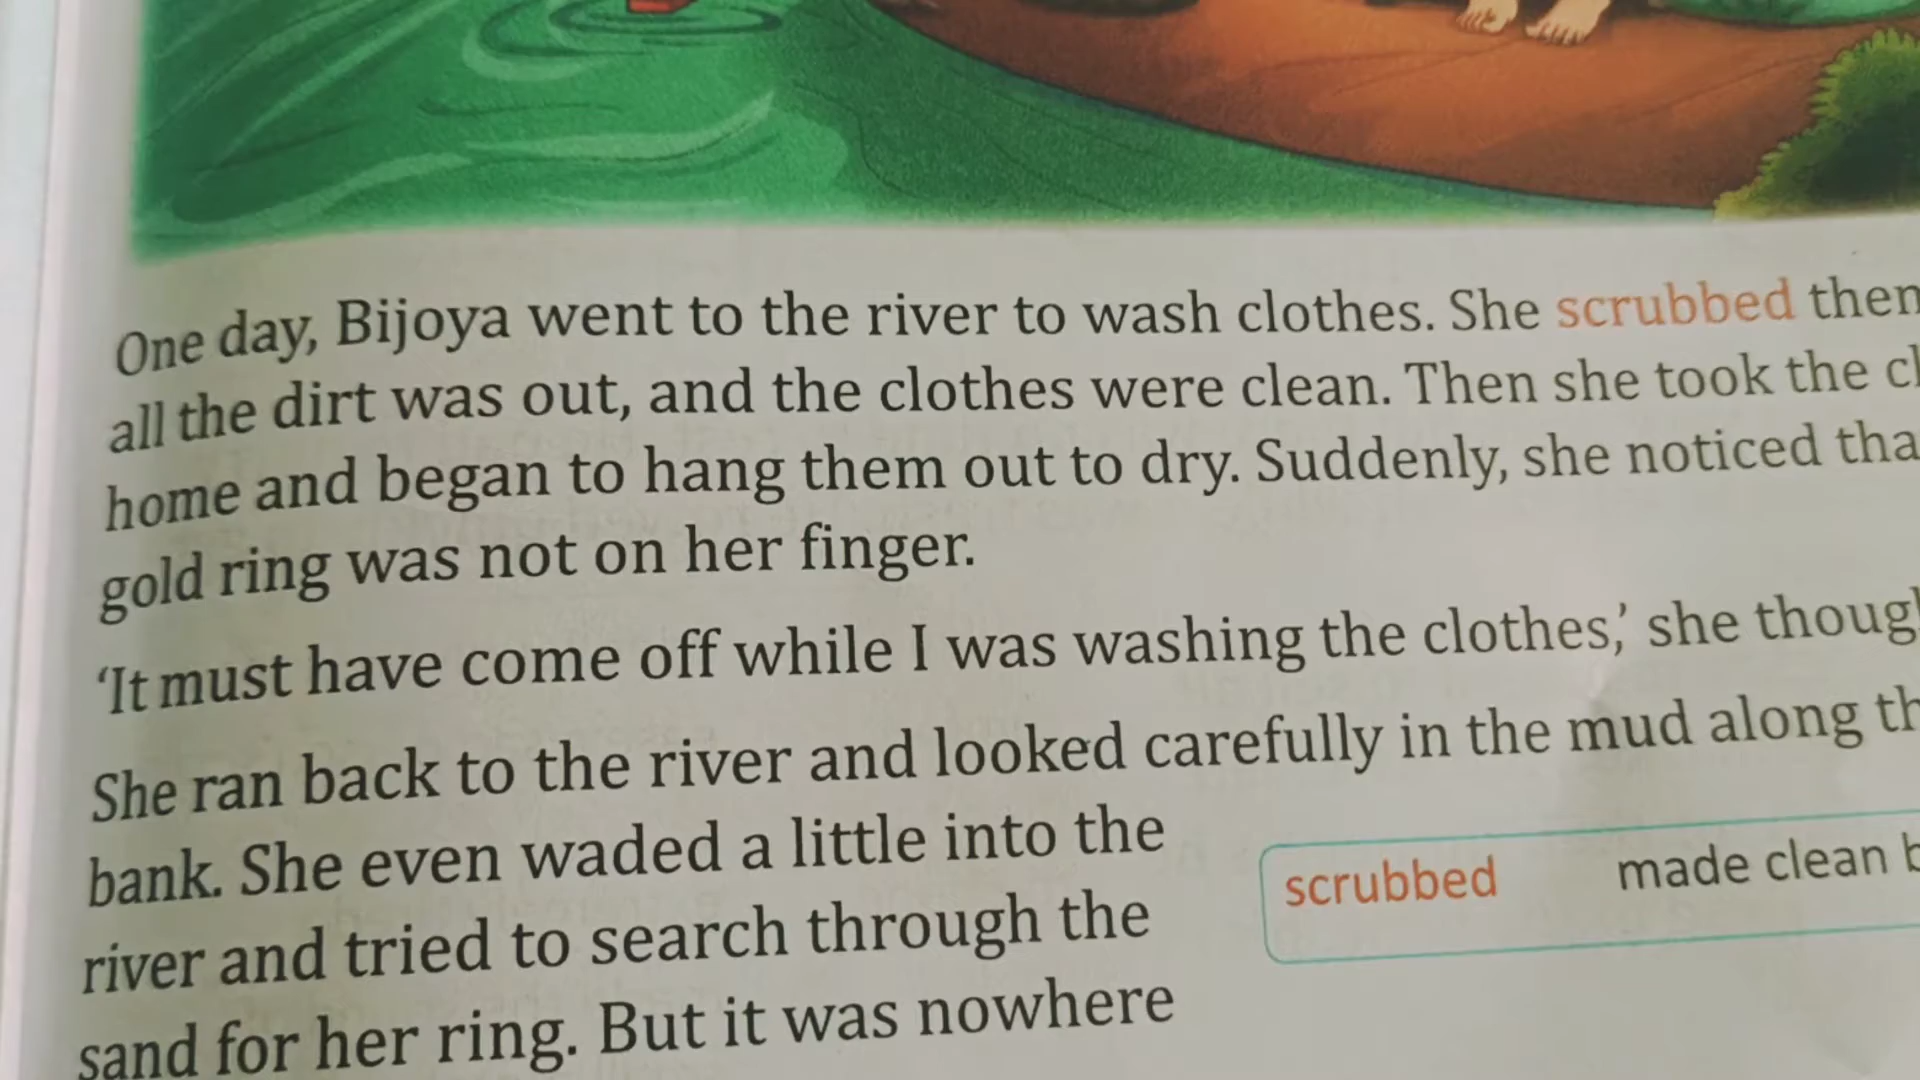 One day, Bijoya went to the river to wash clothes. She scrubbed
all the dirt was out, and the clothes were clean. Then she took the
home and began to hang them out to dry. Suddenly, she noticed
gold ring was not on her finger.
‘It must have come off while I was washing the clothes,’ she
She ran back to the river and looked carefully in the mud along
bank. She even waded a little into the
river and tried to search through the
sand for her ring. But it was nowhere
scrubbed made clean